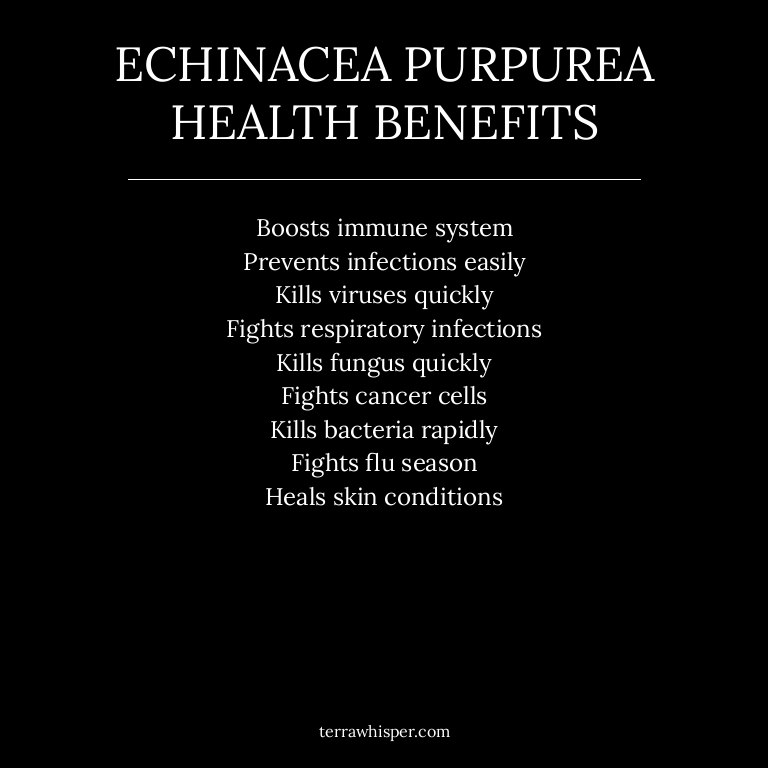 ECHINACEA PURPUREA
HEALTH BENEFITS
Boosts immune system
Prevents infections easily
Kills viruses quickly
Fights respiratory infections
Kills fungus quickly
Fights cancer cells
Kills bacteria rapidly
Fights flu season
Heals skin conditions
terrawhisper.com